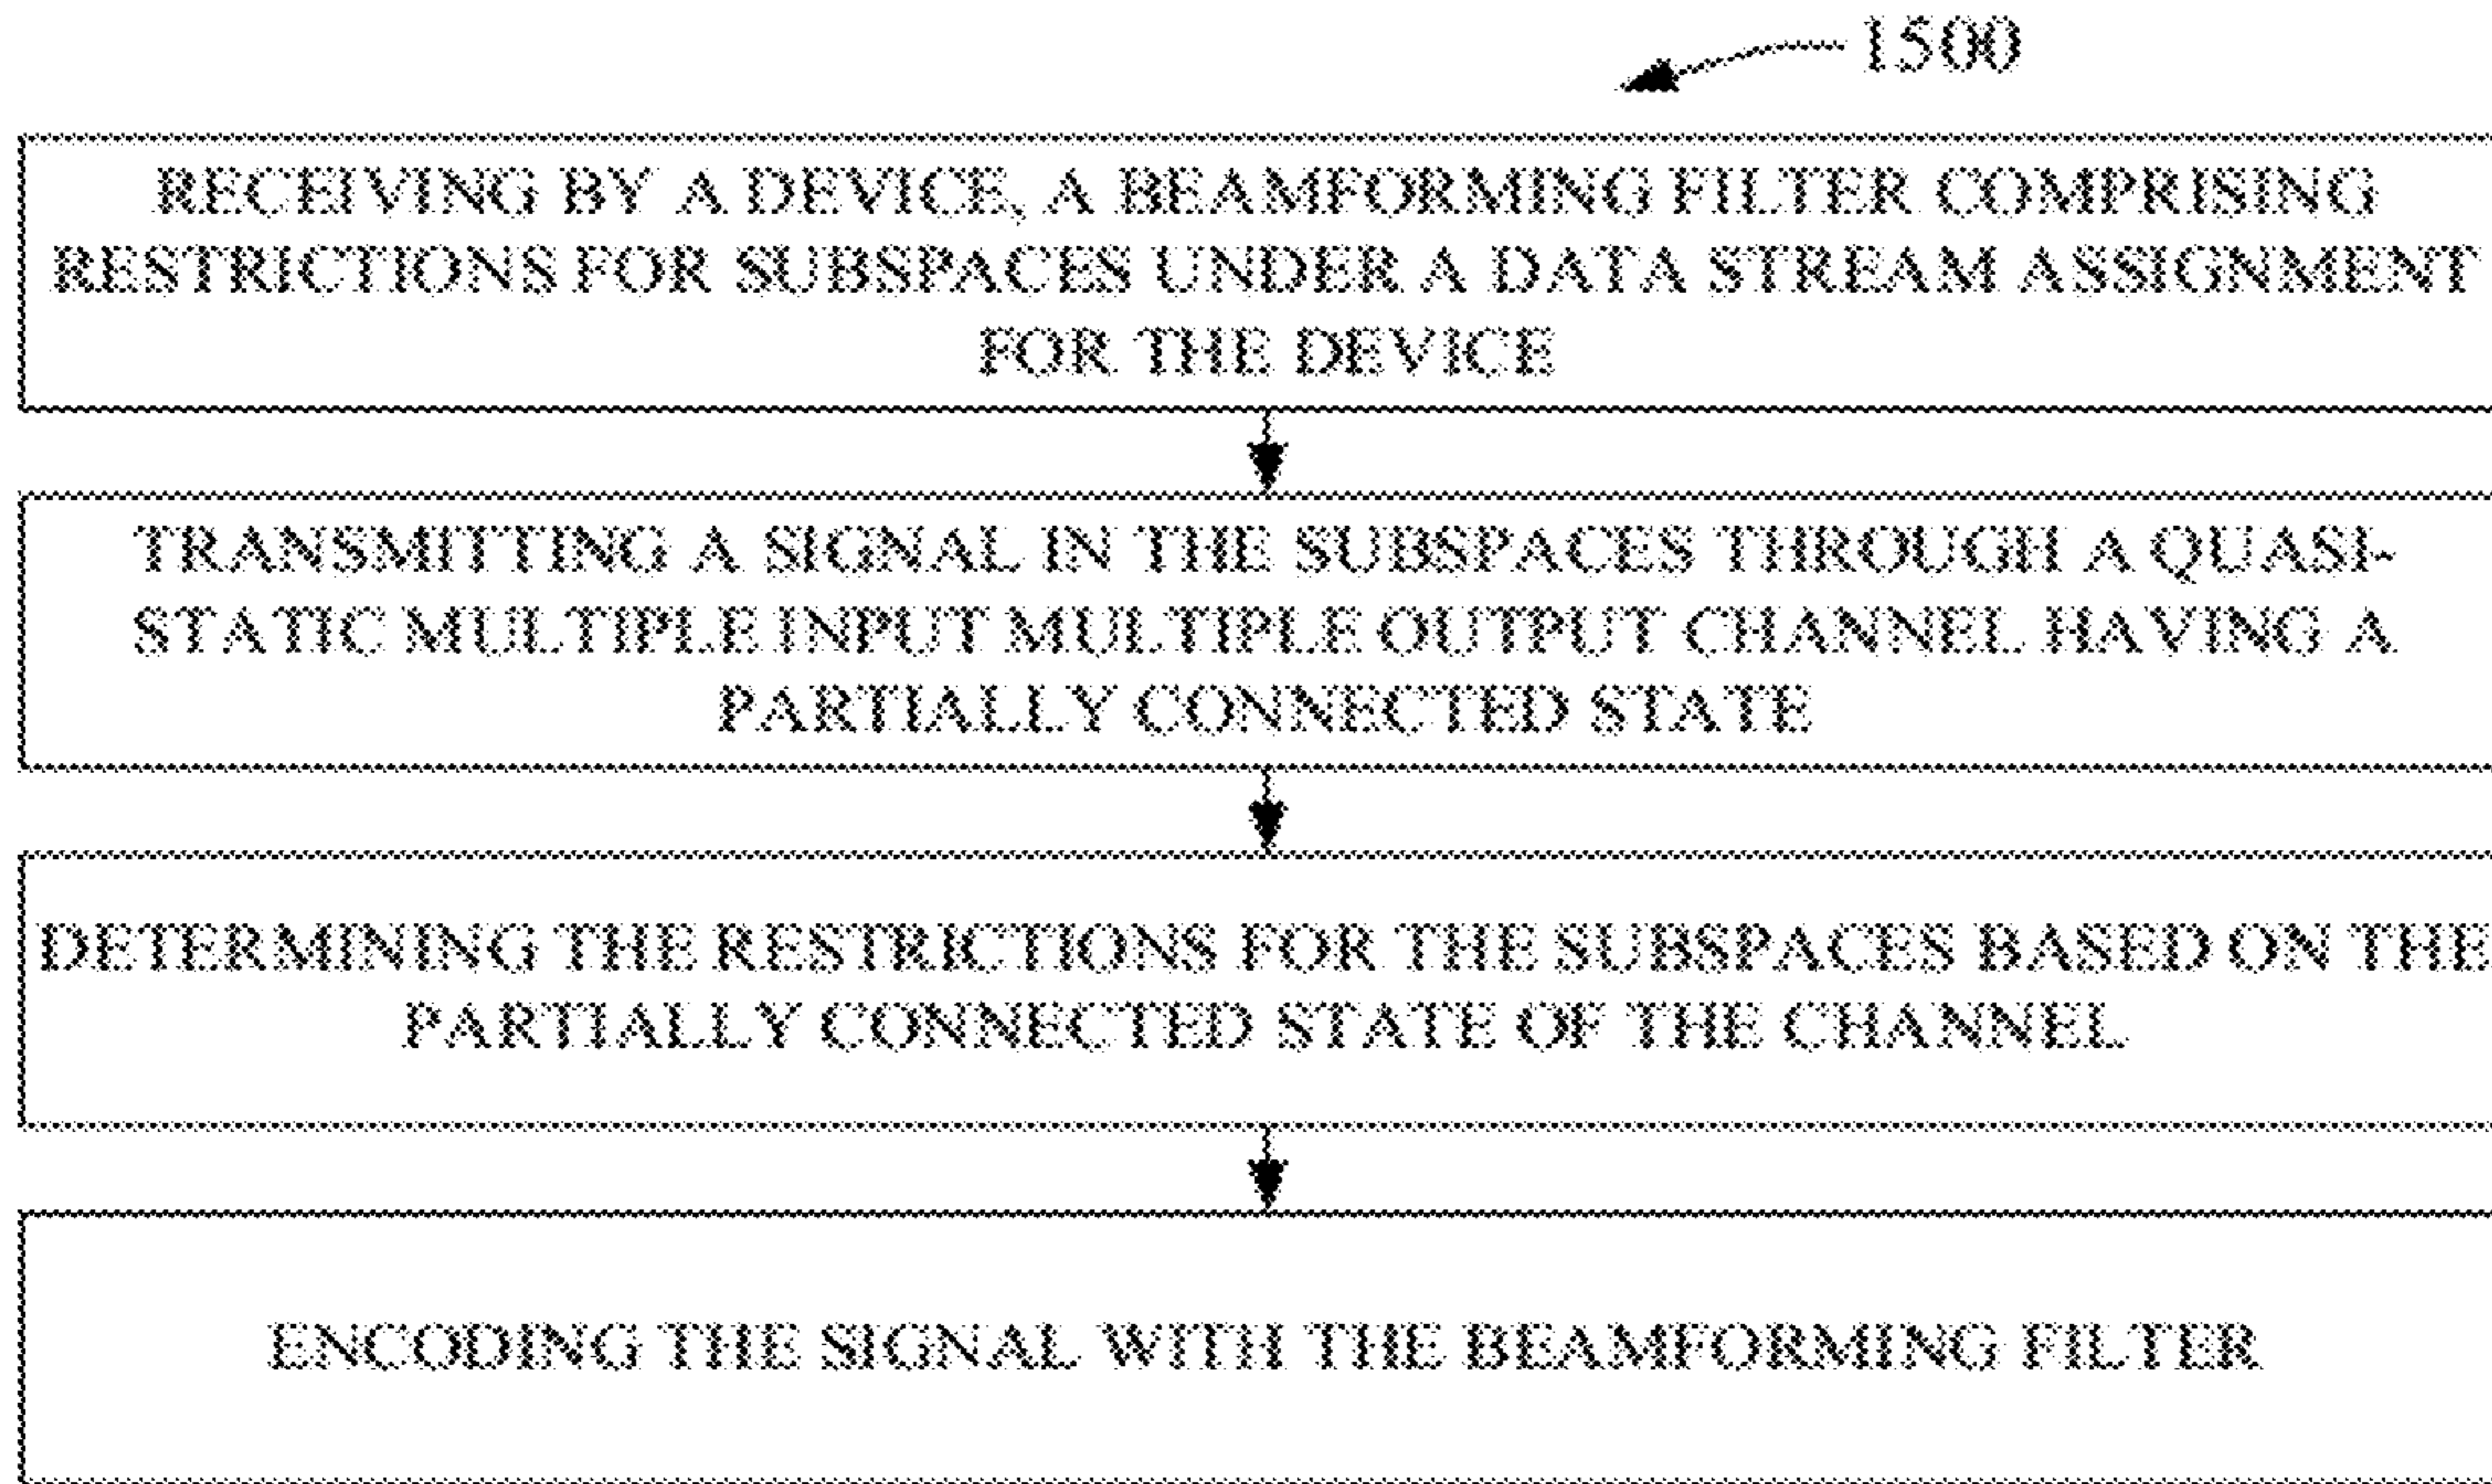 1500
RECEIVING BY A DEVICE, A BEAMFORMING FILTER COMPRISING
RESTRICTIONS FOR SUBSPACES UNDER A DATA STREAM ASSIGNMENT
FOR THE DEVICE
TRANSMITTING A SIGNAL IN THE SUBSPACES THROUGH A QUASI-
STATIC MULTIPLE INPUT MULTIPLE OUTPUT CHANNEL HAVING A
PARTIALLY CONNECTED STATE
DETERMINING THE RESTRICTIONS FOR THE SUBSPACES BASED ON THE
PARTIALLY CONNECTED STATE OF THE CHANNEL
ENCODING THE SIGNAL WITH THE BEAMFORMING FILTER